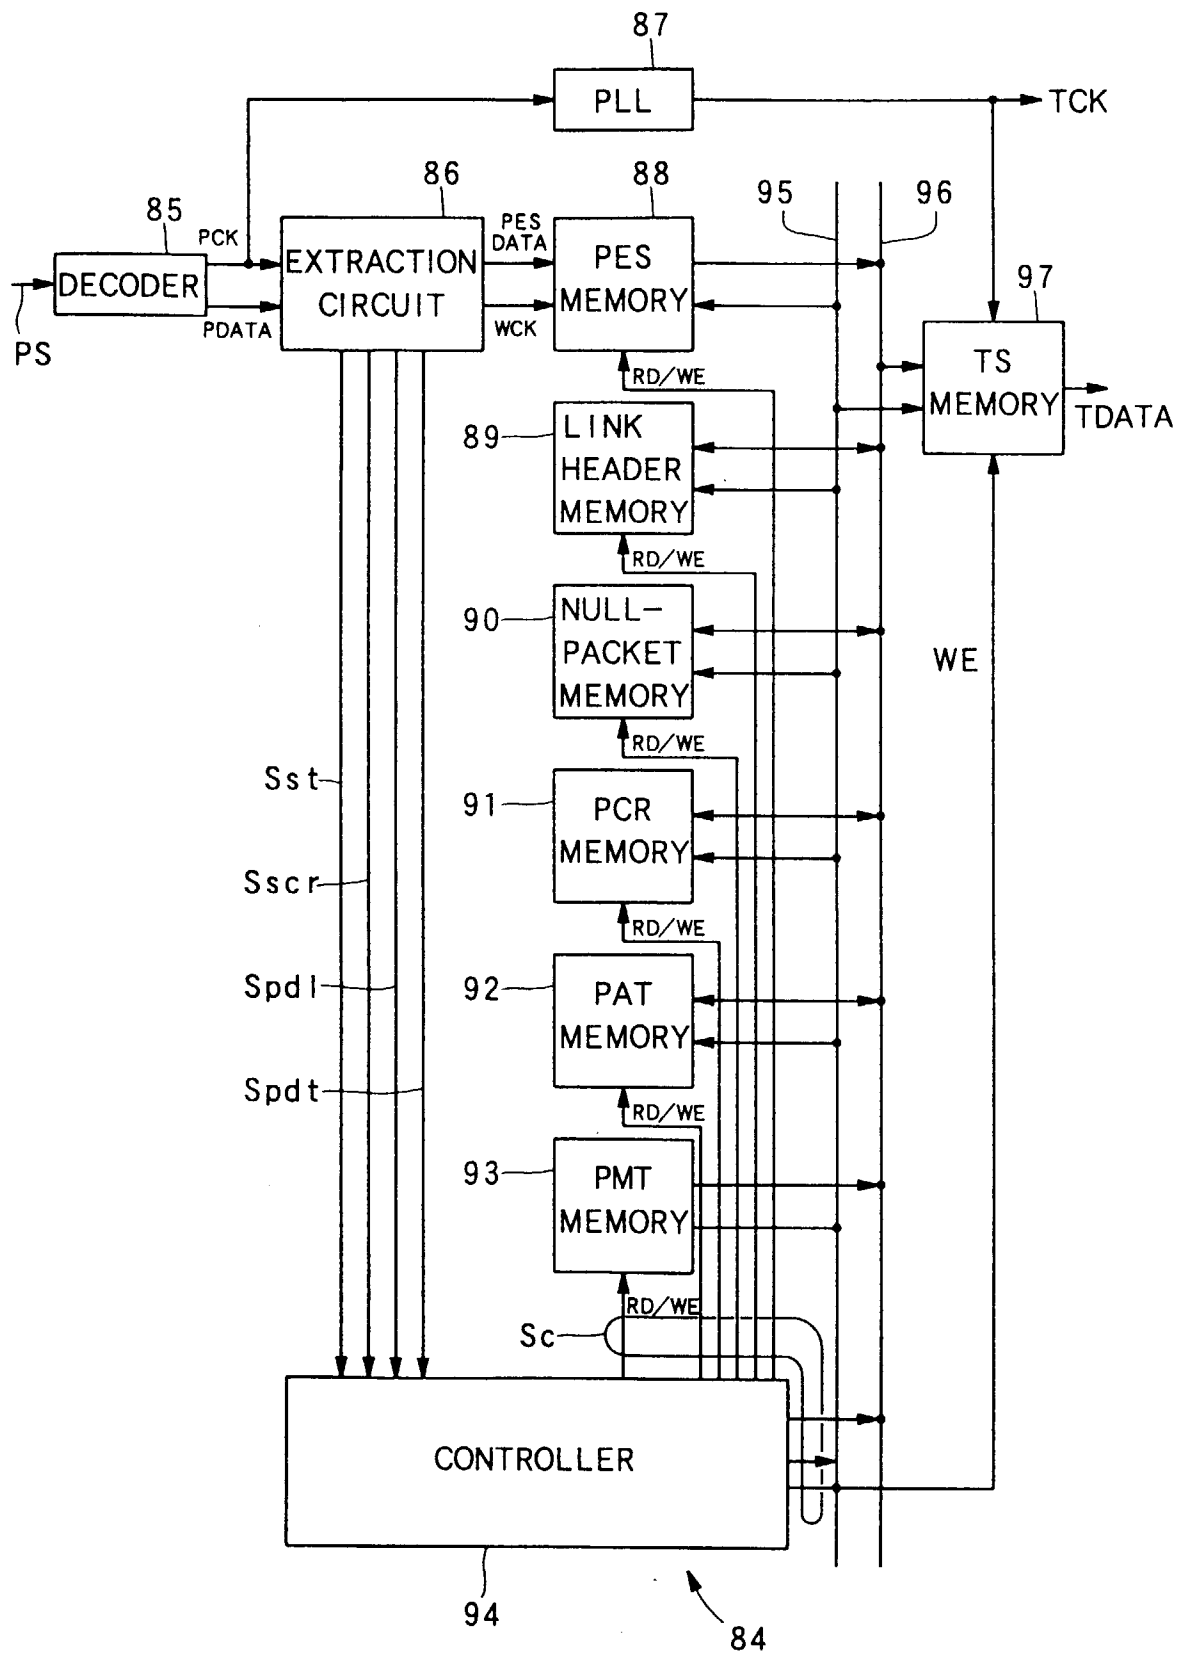 87
PLL
TCK
86
88
95
96
85
PCK
PES
DATA
EXTRACTION
CIRCUIT
PES
MEMORY
97
DECODER
PDATA
WCK
PS
TS
MEMORY
TDATA
RD/WE
89
LINK
HEADER
MEMORY
RD/WE
90
NULL-
PACKET
MEMORY
WE
RD/WE
Sst
91
PCR
MEMORY
Sscr
RD/WE
92
PAT
MEMORY
Spdl
Spdt
RD/WE
93
PMT
MEMORY
RD/WE
Sc
CONTROLLER
94
84